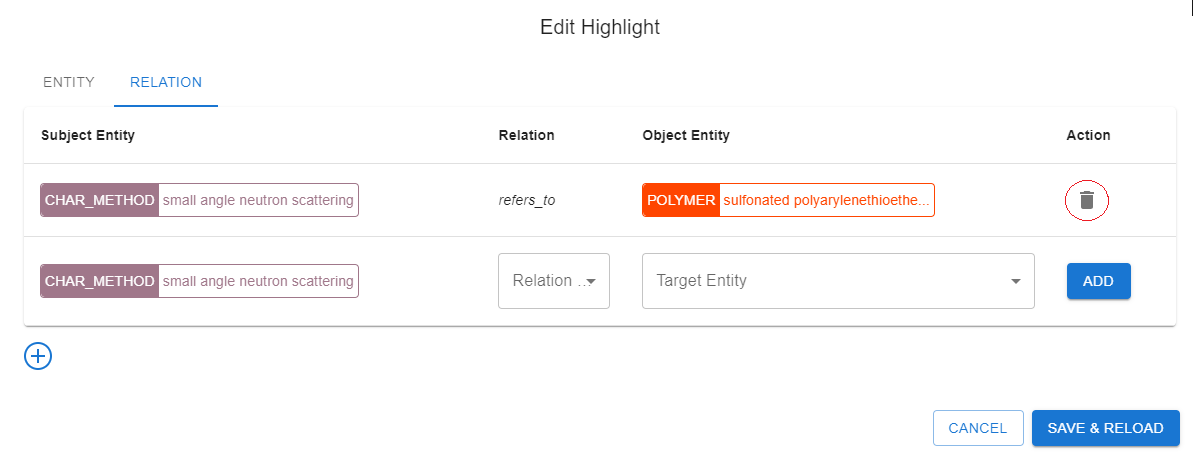 Edit Highlight
ENTITY RELATION
Subject Entity Relation Object Entity Action
CHAR_METHOD small angle neutron scattering refers_to POLYMER sulfonated polyarylenethioethe...
CHAR_METHOD small angle neutron scattering Relation ... Target Entity ADD
CANCEL SAVE & RELOAD